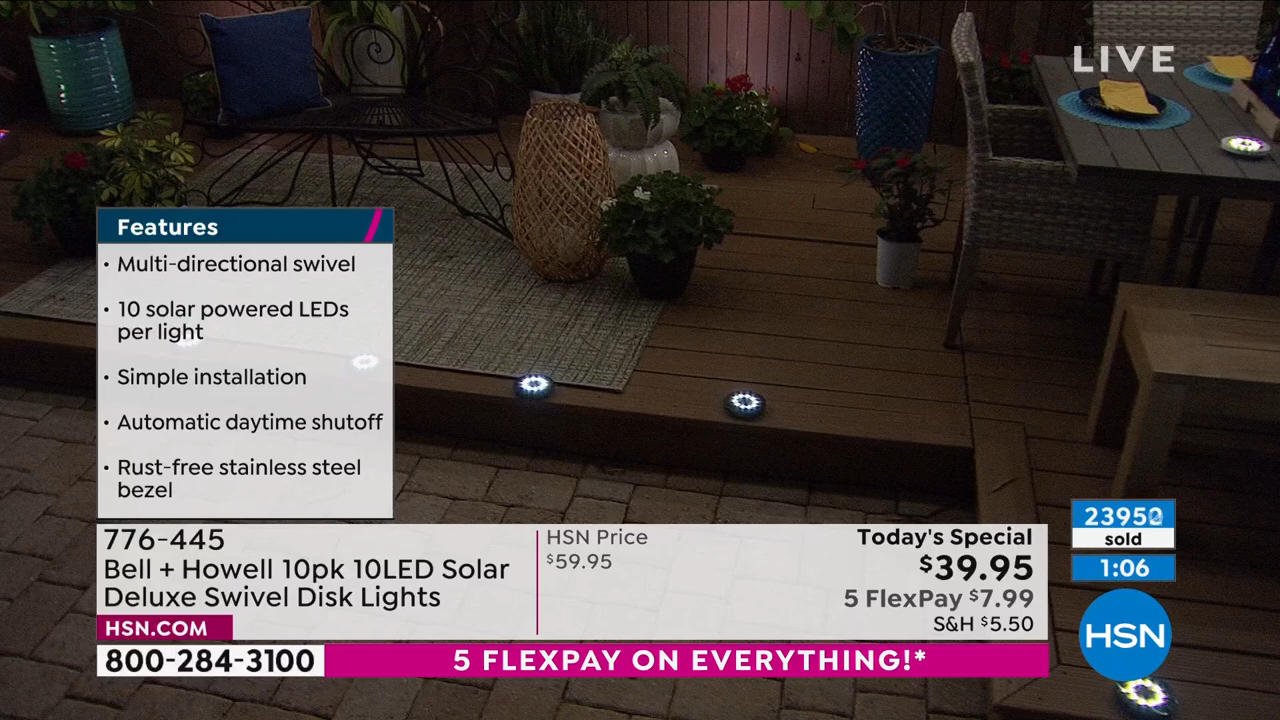 LIVE
Features
• Multi-directional swivel
• 10 solar powered LEDs
per light
• Simple installation
• Automatic daytime shutoff
• Rust-free stainless steel
bezel
776-445
Bell + Howell 10pk 10LED Solar
Deluxe Swivel Disk Lights
HSN.COM
HSN Price
$59.95
Today's Special
$39.95
5 FlexPay $7.99
S&H $5.50
800-284-3100
5 FLEXPAY ON EVERYTHING!*
sold
1:06
HSN